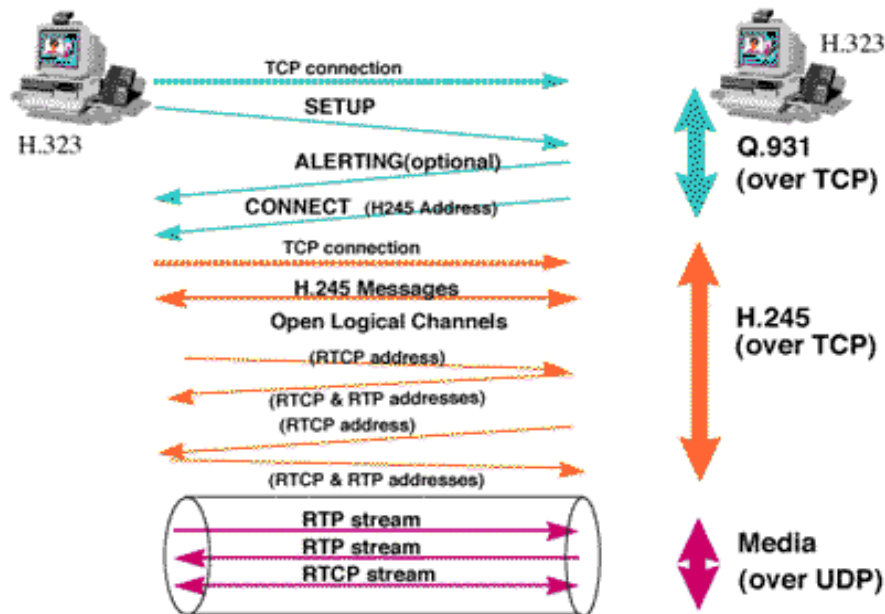 H.323
H.323
TCP connection
SETUP
ALERTING(optional)
CONNECT (H245 Address)
Q.931
(over TCP)
TCP connection
H.245 Messages
Open Logical Channels
(RTCP address)
(RTCP & RTP addresses)
(RTCP address)
(RTCP & RTP addresses)
H.245
(over TCP)
RTP stream
RTP stream
RTCP stream
Media
(over UDP)